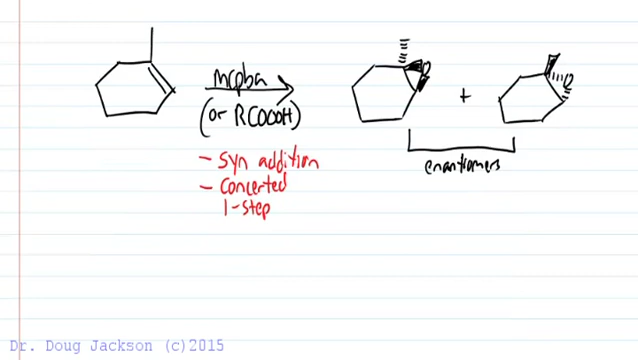 mcpba
(or RCOOOH)
- Syn addition
- Concerted
1-step
O
+
O
enantiomers
Dr. Doug Jackson (c)2015